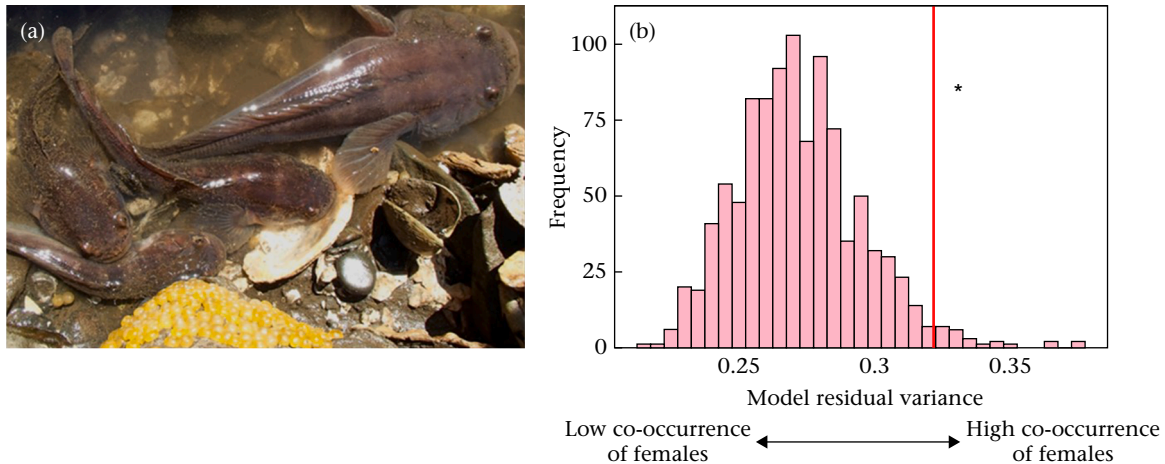 (a)
(b)
*
100
75
50
25
0
Frequency
0.25 0.3 0.35
Model residual variance
Low co-occurrence of females
High co-occurrence of females